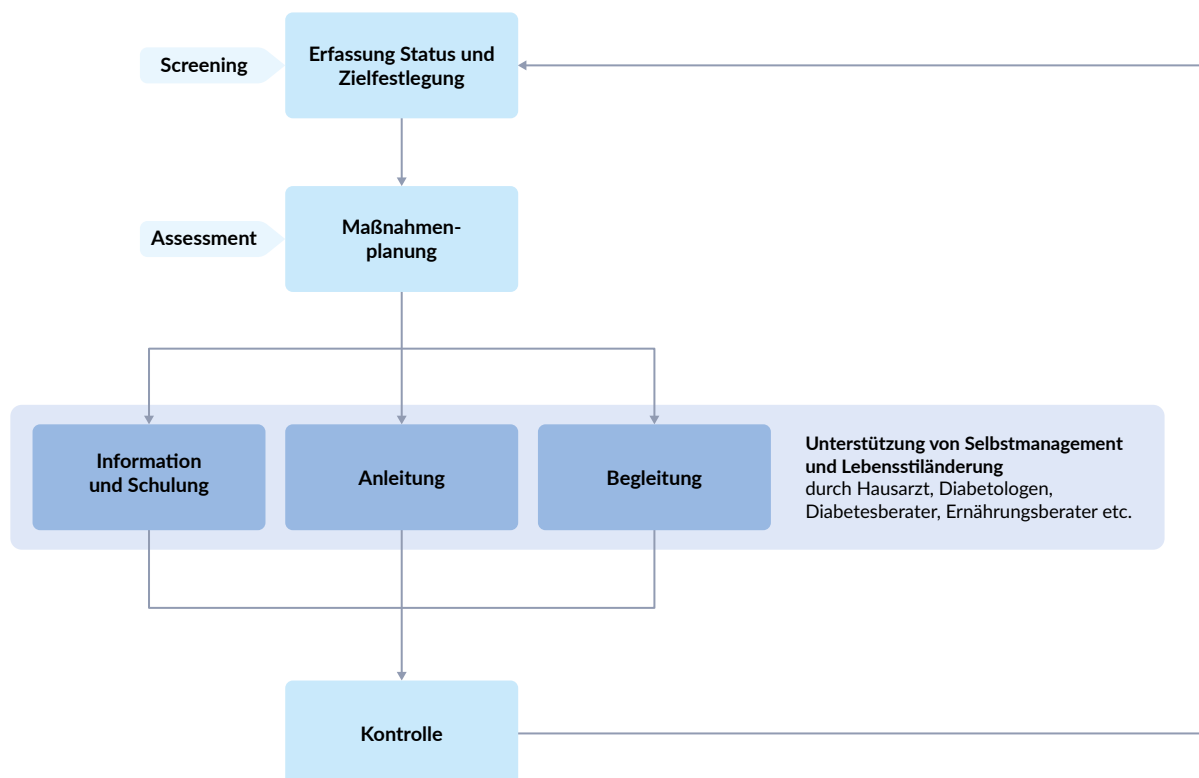 Screening
Erfassung Status und
Zielfestlegung
Assessment
Maßnahmen-
planung
Information
und Schulung
Anleitung
Begleitung
Unterstützung von Selbstmanagement
und Lebensstiländerung
durch Hausarzt, Diabetologen,
Diabetesberater, Ernährungsberater etc.
Kontrolle